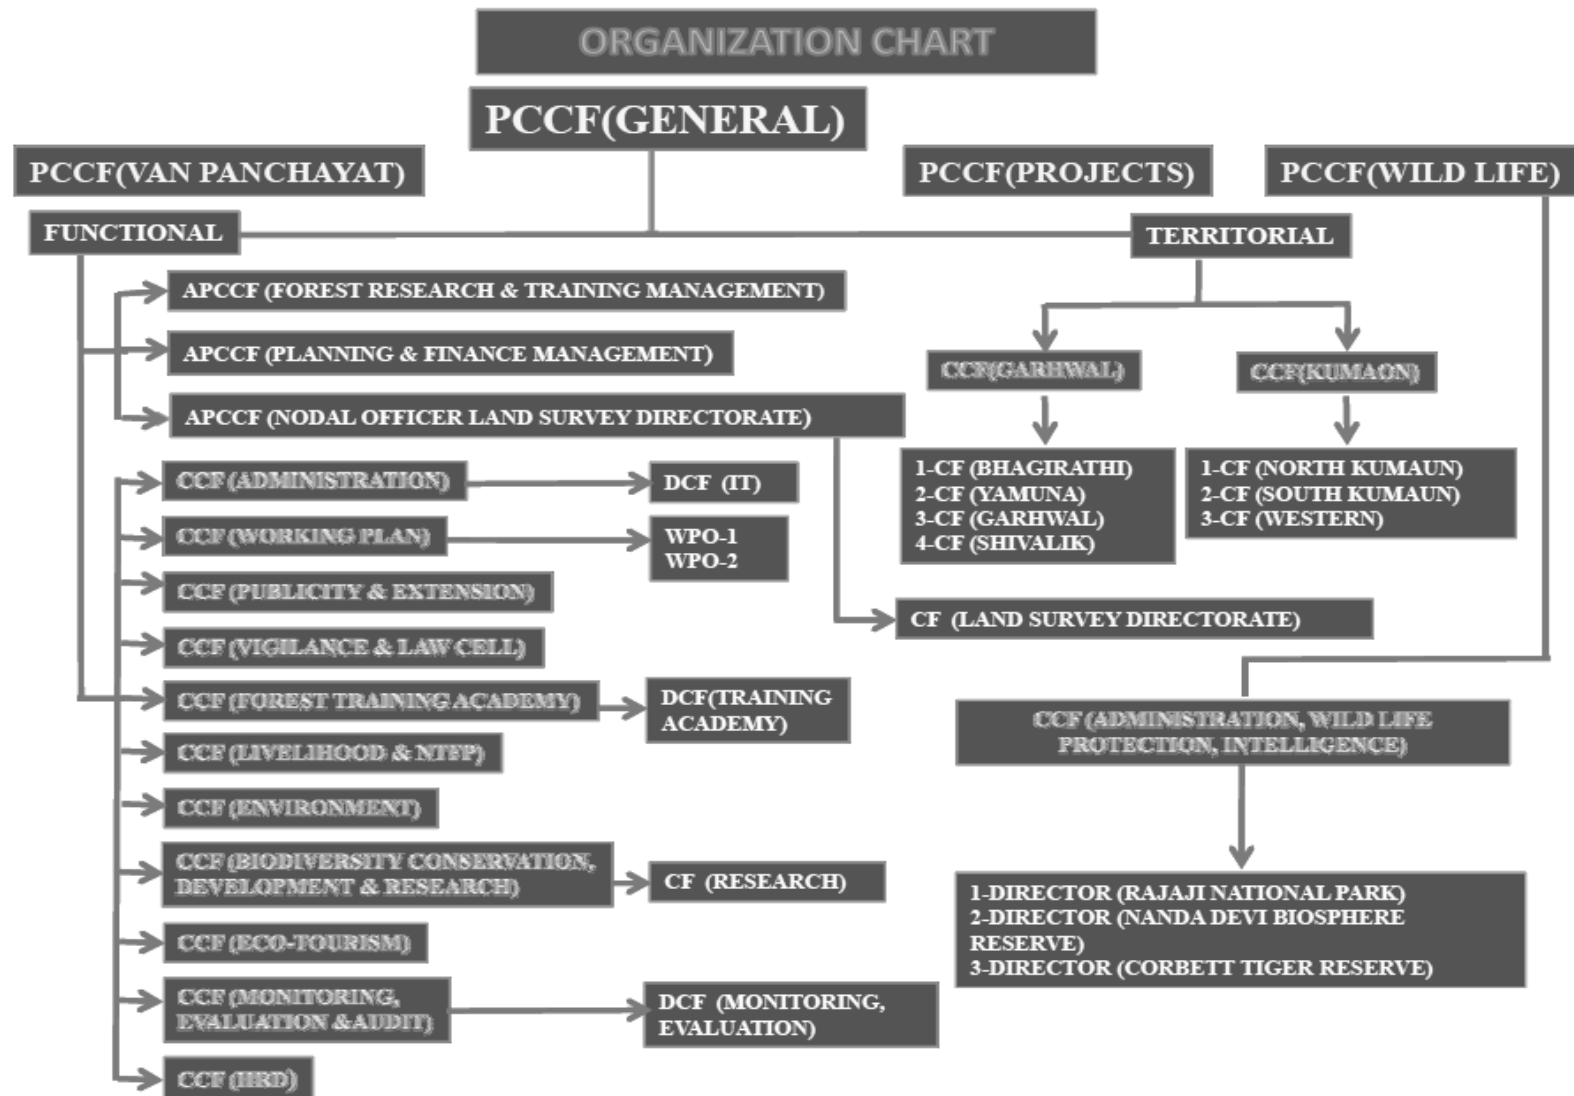 ORGANIZATION CHART
PCCF(GENERAL)
PCCF(VAN PANCHAYAT)
PCCF(PROJECTS)
PCCF(WILD LIFE)
FUNCTIONAL
TERRITORIAL
APCCF (FOREST RESEARCH & TRAINING MANAGEMENT)
APCCF (PLANNING & FINANCE MANAGEMENT)
APCCF (NODAL OFFICER LAND SURVEY DIRECTORATE)
CCF (ADMINISTRATION)
DCF (IT)
CCF (WORKING PLAN)
WPO-1
WPO-2
CCF (PUBLICITY & EXTENSION)
CCF (VIGILANCE & LAW CELL)
CCF (FOREST TRAINING ACADEMY)
DCF(TRAINING
ACADEMY)
CCF (LIVELIHOOD & NTFP)
CCF (ENVIRONMENT)
CCF (BIODIVERSITY CONSERVATION,
DEVELOPMENT & RESEARCH)
CF (RESEARCH)
CCF (ECO-TOURISM)
CCF (MONITORING,
EVALUATION &AUDIT)
DCF (MONITORING,
EVALUATION)
CCF (HRD)
CCF(GARHWAL)
1-CF (BHAGIRATHI)
2-CF (YAMUNA)
3-CF (GARHWAL)
4-CF (SHIVALIK)
CCF(KUMAON)
1-CF (NORTH KUMAUN)
2-CF (SOUTH KUMAUN)
3-CF (WESTERN)
CF (LAND SURVEY DIRECTORATE)
CCF (ADMINISTRATION, WILD LIFE
PROTECTION, INTELLIGENCE)
1-DIRECTOR (RAJAJI NATIONAL PARK)
2-DIRECTOR (NANDA DEVI BIOSPHERE
RESERVE)
3-DIRECTOR (CORBETT TIGER RESERVE)